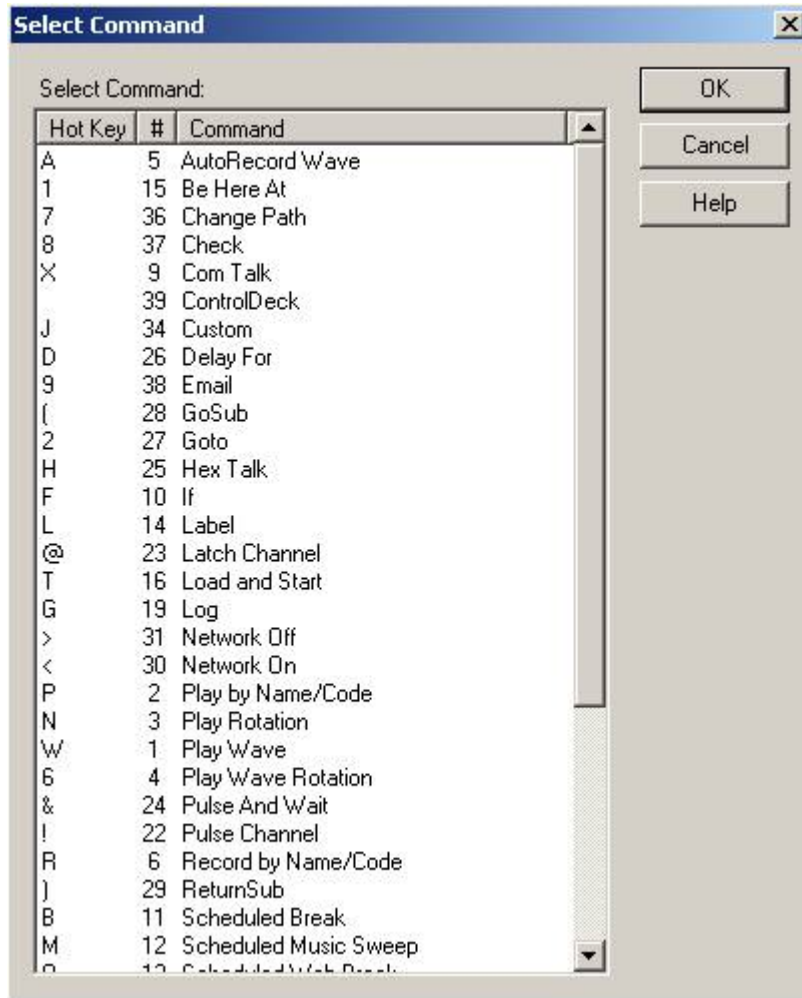 Select Command
Select Command:
OK
Cancel
Help
Hot Key # Command
A 5 AutoRecord Wave
1 15 Be Here At
7 36 Change Path
8 37 Check
X 9 Com Talk
39 ControlDeck
J 34 Custom
D 26 Delay For
9 38 Email
( 28 GoSub
2 27 Goto
H 25 Hex Talk
F 10 If
L 14 Label
@ 23 Latch Channel
T 16 Load and Start
G 19 Log
> 31 Network Off
< 30 Network On
P 2 Play by Name/Code
N 3 Play Rotation
W 1 Play Wave
6 4 Play Wave Rotation
& 24 Pulse And Wait
! 22 Pulse Channel
R 6 Record by Name/Code
) 29 ReturnSub
B 11 Scheduled Break
M 12 Scheduled Music Sweep
13 Scheduled Web Break